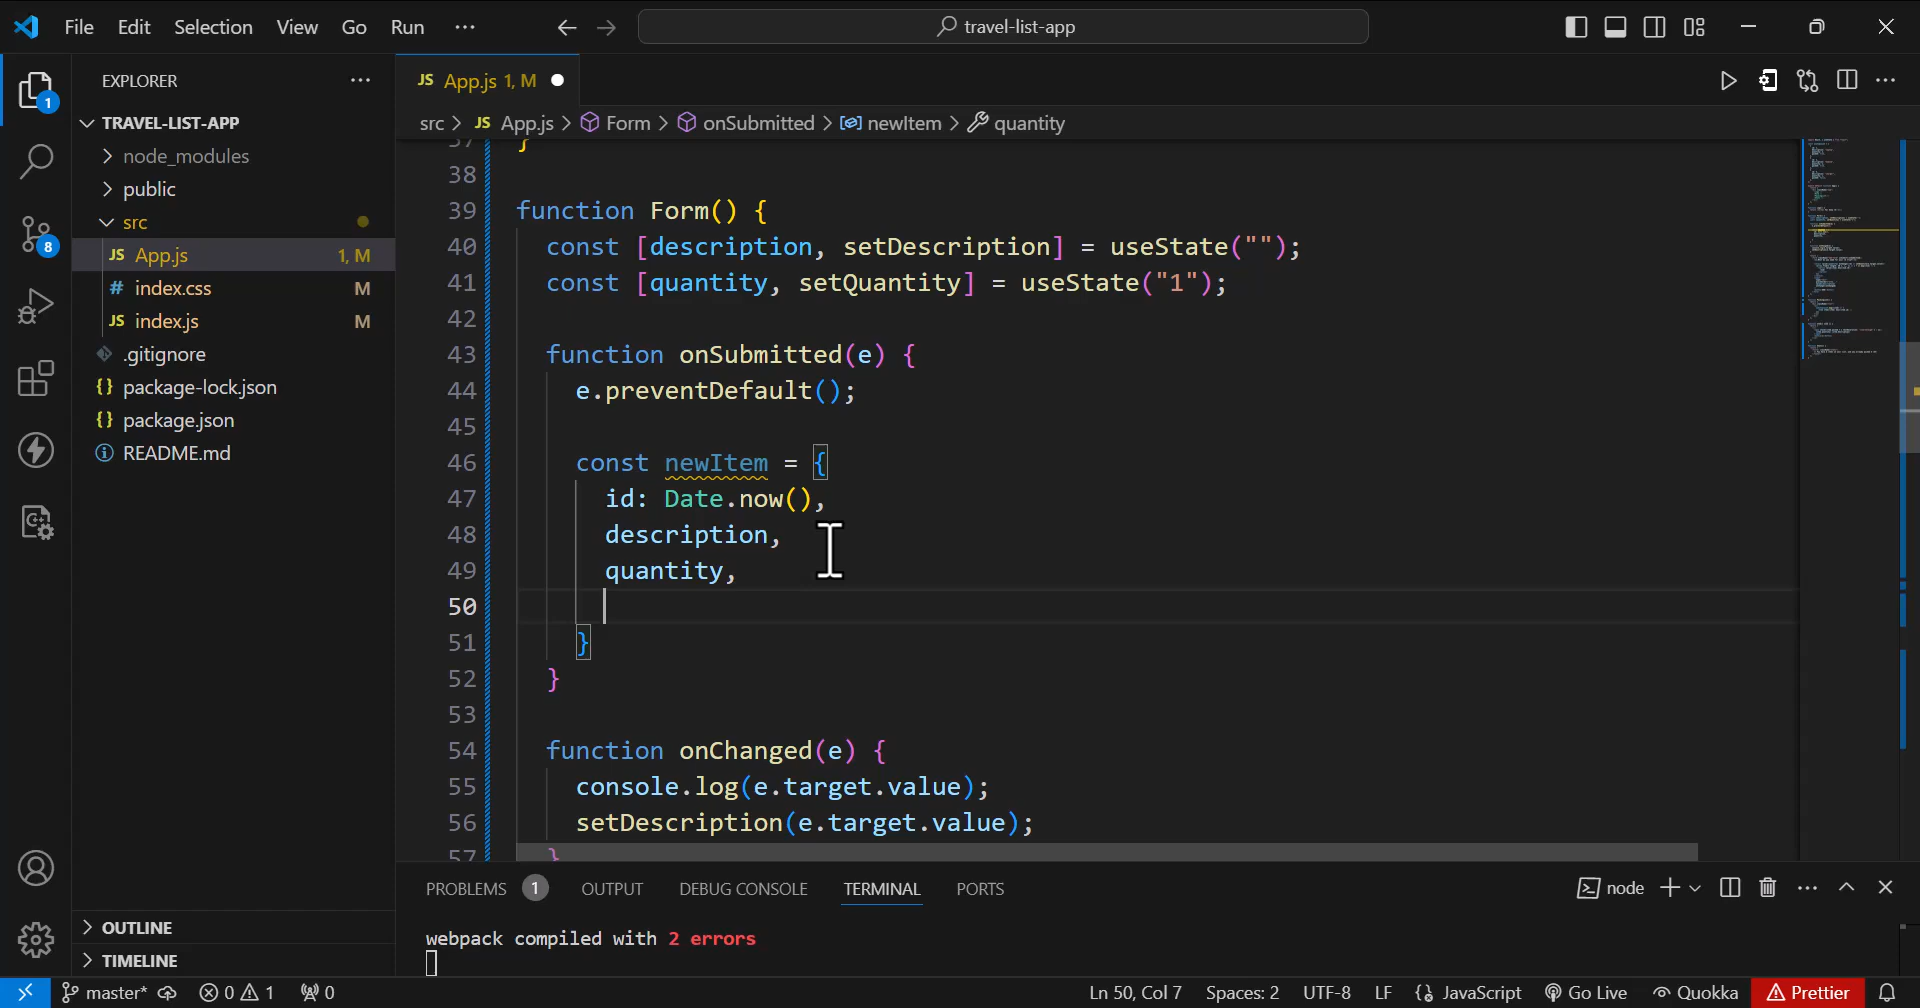 File Edit Selection View Go Run ··· travel-list-app
EXPLORER ···
TRAVEL-LIST-APP
node_modules
public
src
JS App.js 1, M
# index.css M
JS index.js M
.gitignore
{} package-lock.json
{} package.json
README.md
OUTLINE
TIMELINE
1
8
JS App.js 1, M
src > JS App.js > Form > onSubmitted > newItem > quantity
37 }
38
39 function Form() {
40 const [description, setDescription] = useState("");
41 const [quantity, setQuantity] = useState("1");
42
43 function onSubmitted(e) {
44 e.preventDefault();
45
46 const newItem = {
47 id: Date.now(),
48 description,
49 quantity,
50
51 }
52 }
53
54 function onChanged(e) {
55 console.log(e.target.value);
56 setDescription(e.target.value);
57 }
PROBLEMS 1 OUTPUT DEBUG CONSOLE TERMINAL PORTS node
webpack compiled with 2 errors
master* 0 1 0 Ln 50, Col 7 Spaces: 2 UTF-8 LF {} JavaScript Go Live Quokka Prettier